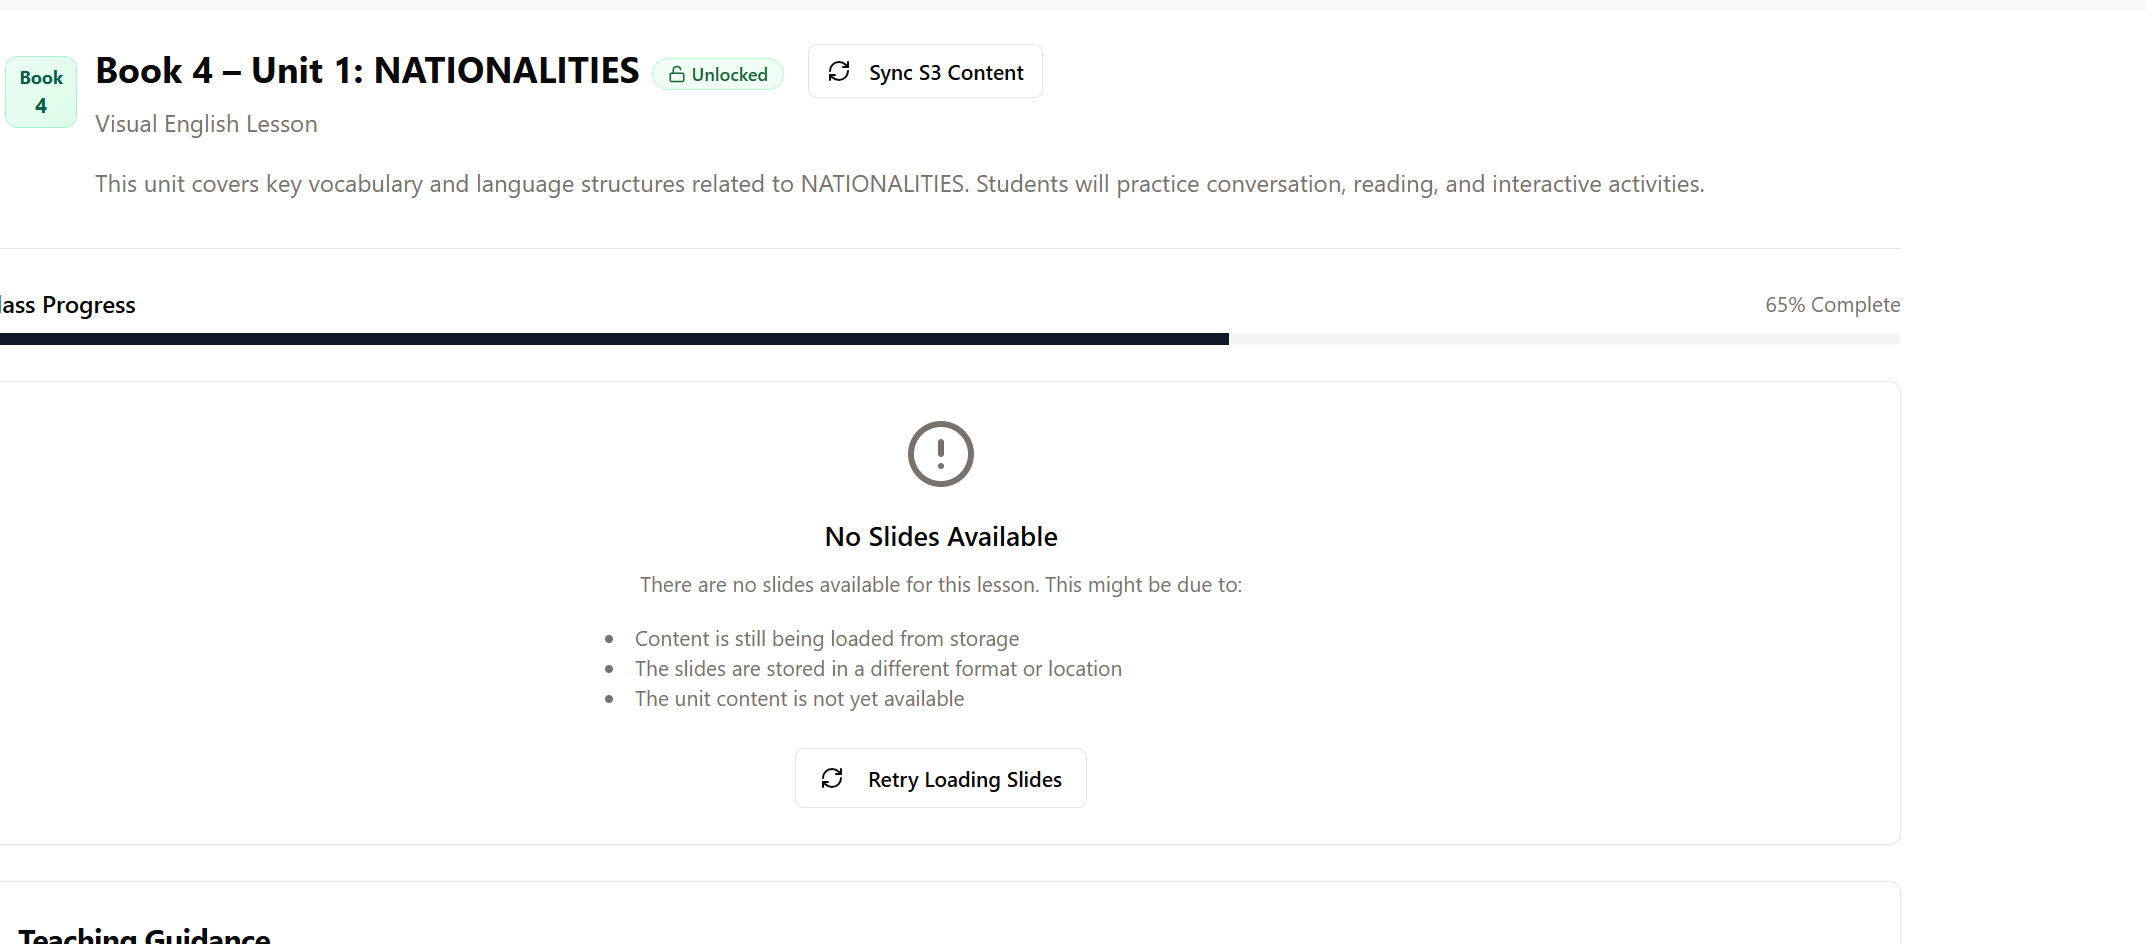 Book
4
Book 4 – Unit 1: NATIONALITIES
Unlocked
Sync S3 Content
Visual English Lesson
This unit covers key vocabulary and language structures related to NATIONALITIES. Students will practice conversation, reading, and interactive activities.
lass Progress
65% Complete
No Slides Available
There are no slides available for this lesson. This might be due to:
Content is still being loaded from storage
The slides are stored in a different format or location
The unit content is not yet available
Retry Loading Slides
Teaching Guidance